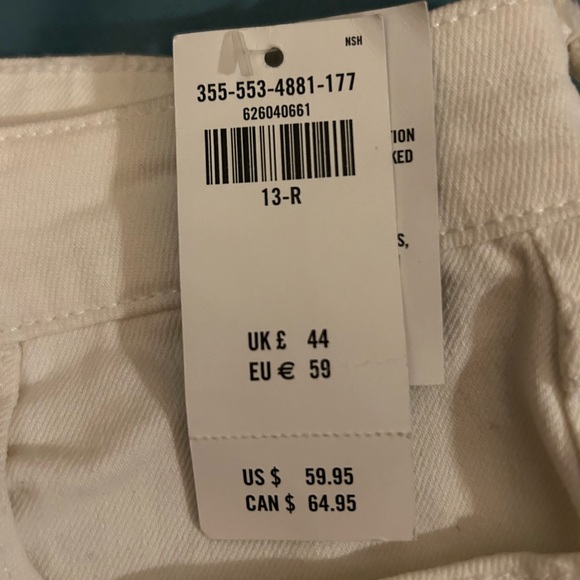 NSH
355-553-4881-177
626040661
13-R
UK £ 44
EU € 59
US $ 59.95
CAN $ 64.95
TION
KED
S,